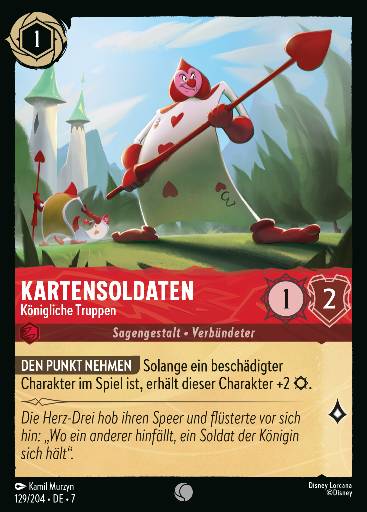 1
KARTENSOLDATEN
Königliche Truppen
1
2
Sagengestalt • Verbündeter
DEN PUNKT NEHMEN Solange ein beschädigter
Charakter im Spiel ist, erhält dieser Charakter +2 .
Die Herz-Drei hob ihren Speer und flüsterte vor sich
hin: „Wo ein anderer hinfällt, ein Soldat der Königin
sich hält“.
Kamil Murzyn
129/204 • DE • 7
Disney Lorcana
©Disney